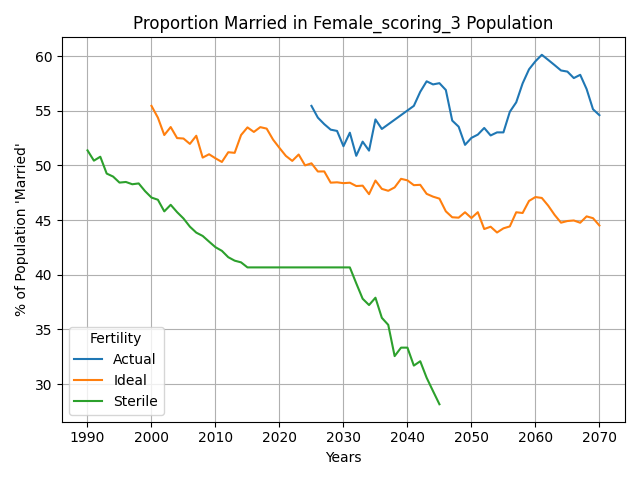 Proportion Married in Female_scoring_3 Population
% of Population 'Married'
60
55
50
45
40
35
30
Fertility
Actual
Ideal
Sterile
1990 2000 2010 2020 2030 2040 2050 2060 2070
Years